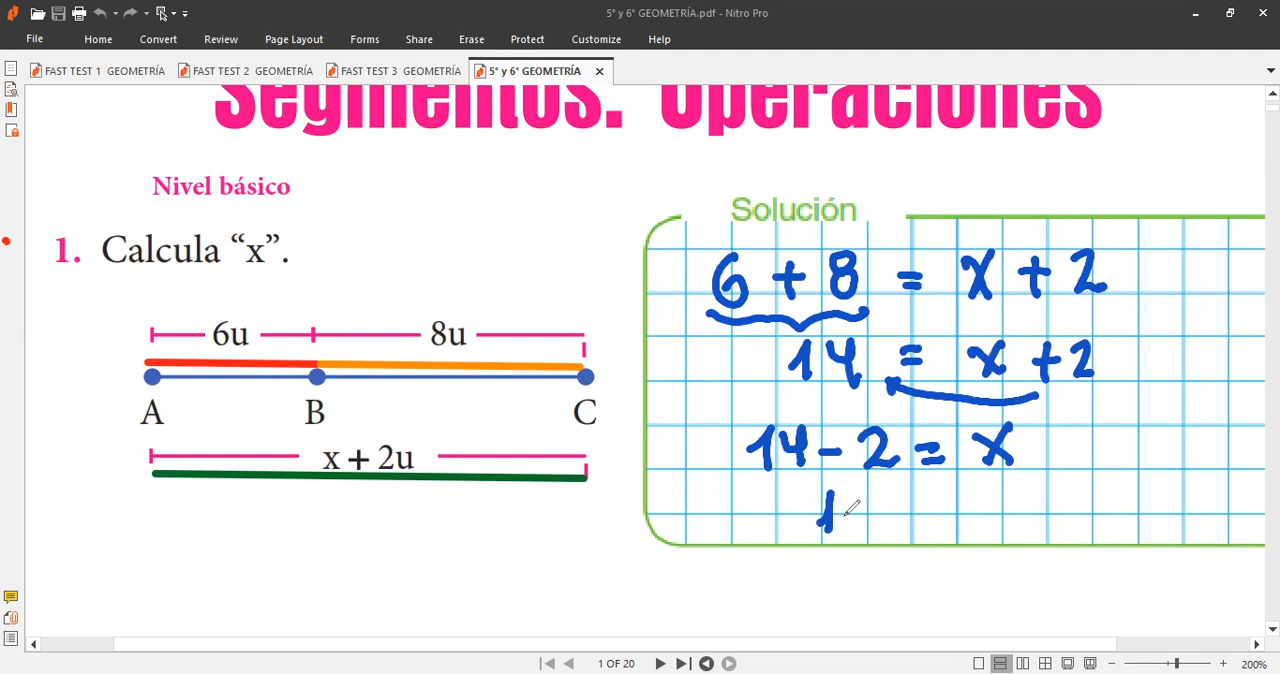 5° y 6° GEOMETRÍA.pdf - Nitro Pro
File Home Convert Review Page Layout Forms Share Erase Protect Customize Help
FAST TEST 1 GEOMETRÍA FAST TEST 2 GEOMETRÍA FAST TEST 3 GEOMETRÍA 5° y 6° GEOMETRÍA
Segmentos. Operaciones
Nivel básico
1. Calcula “x”.
6u 8u
A B C
x + 2u
Solución
6 + 8 = x + 2
14 = x + 2
14 - 2 = x
1
1 OF 20
200%